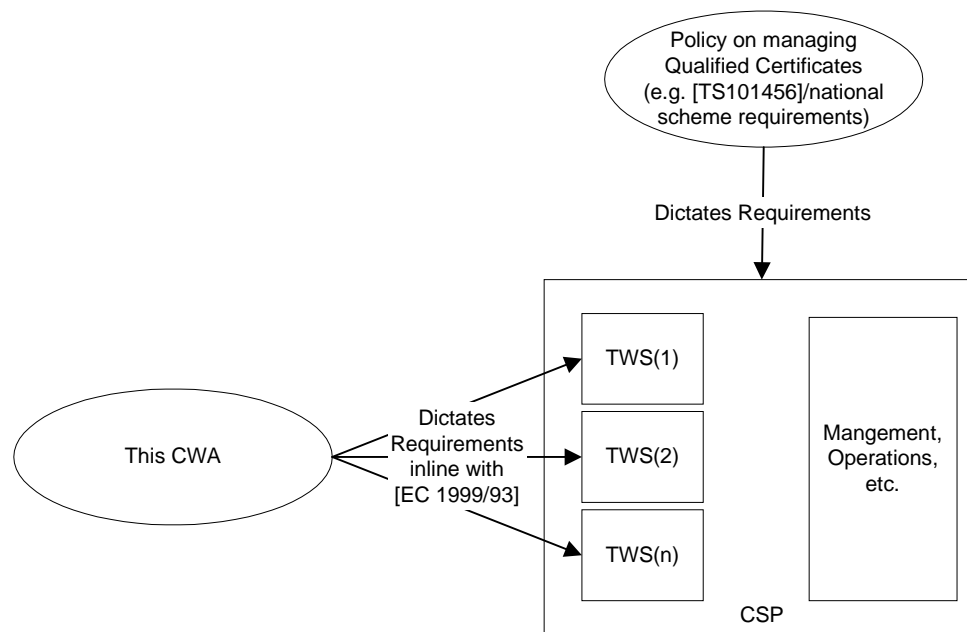 Policy on managing
Qualified Certificates
(e.g. [TS101456]/national
scheme requirements)
Dictates Requirements
TWS(1)
Dictates
Requirements
inline with
[EC 1999/93]
This CWA
TWS(2)
Mangement,
Operations,
etc.
TWS(n)
CSP